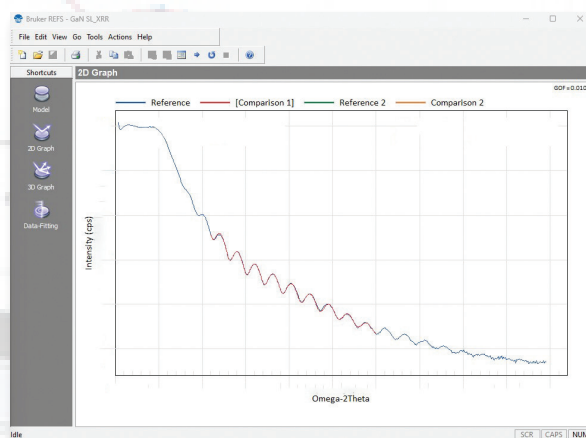 Bruker REFS - GaN SL_XRR
File Edit View Go Tools Actions Help
Shortcuts
2D Graph
Model
2D Graph
3D Graph
Data-Fitting
GOF=0.010
Reference
[Comparison 1]
Reference 2
Comparison 2
Intensity (cps)
Omega-2Theta
Idle
SCR CAPS NUM